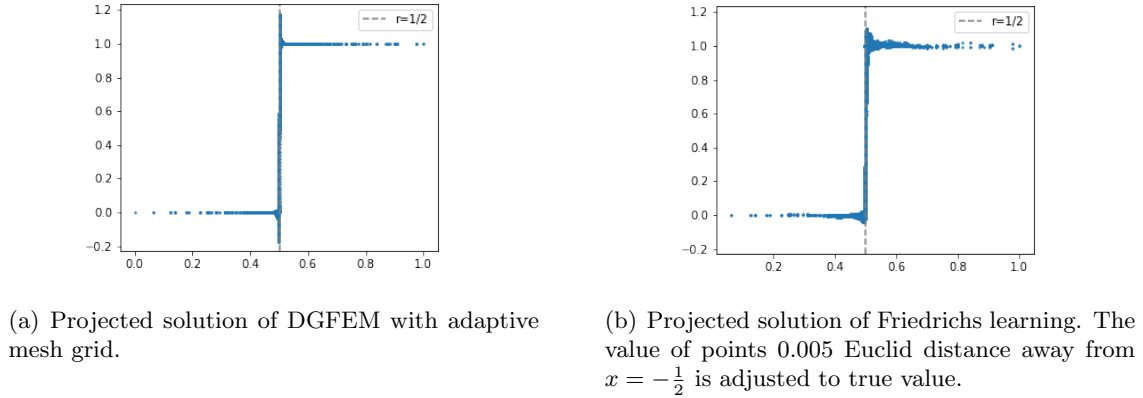 1.2
1.0
0.8
0.6
0.4
0.2
0.0
−0.2
0.0 0.2 0.4 0.6 0.8 1.0
r=1/2
(a) Projected solution of DGFEM with adaptive
mesh grid.
1.2
1.0
0.8
0.6
0.4
0.2
0.0
−0.2
0.2 0.4 0.6 0.8 1.0
r=1/2
(b) Projected solution of Friedrichs learning. The
value of points 0.005 Euclid distance away from
x = −1/2 is adjusted to true value.